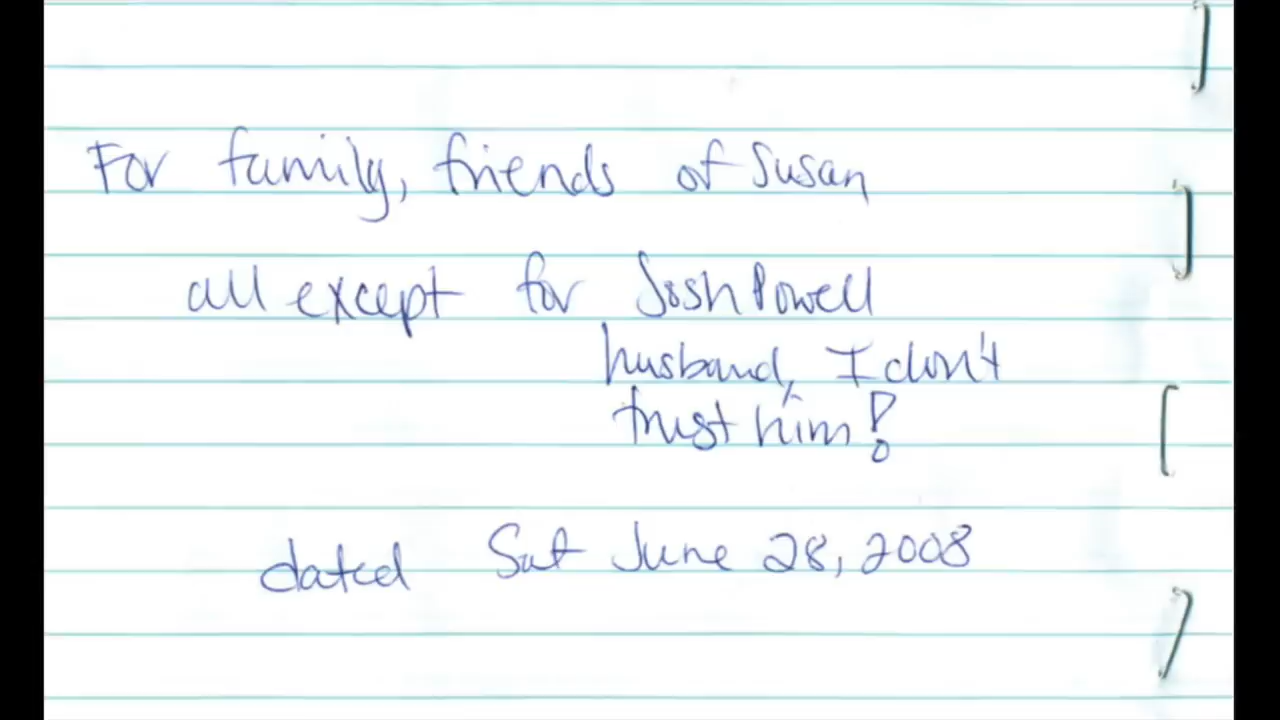 For family, friends of Susan
all except for Josh Powell
husband, I don't
trust him!
dated Sat June 28, 2008